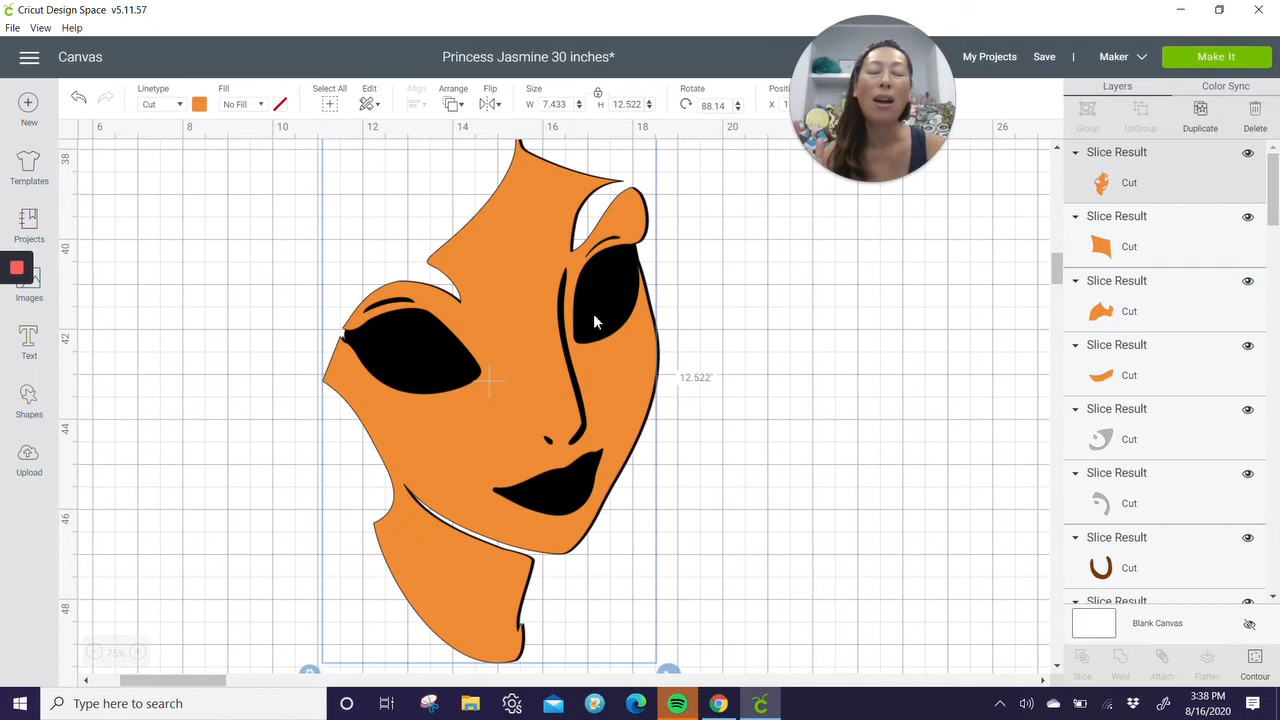 Cricut Design Space v5.11.57
File View Help
Canvas
Princess Jasmine 30 inches*
My Projects Save | Maker Make It
Linetype
Cut
Fill
No Fill
Select All
Edit
Align
Arrange
Flip
Size
W 7.433 H 12.522
Rotate
88.14
Layers Color Sync
Group UnGroup Duplicate Delete
New
Templates
Projects
Images
Text
Shapes
Upload
6 8 10 12 14 16 18 20 26
38
40
42
44
46
48
12.522"
75%
Slice Result
Cut
Slice Result
Cut
Slice Result
Cut
Slice Result
Cut
Slice Result
Cut
Slice Result
Cut
Slice Result
Cut
Slice Result
Blank Canvas
Slice Weld Attach Flatten Contour
Type here to search
3:38 PM
8/16/2020